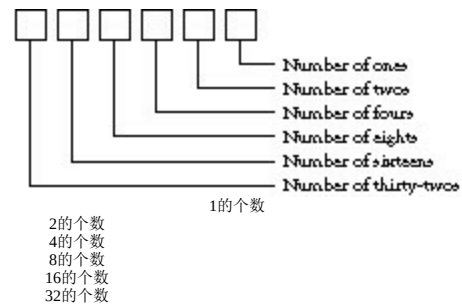 Number of ones
Number of twos
Number of fours
Number of eights
Number of sixteens
Number of thirty-twos
1的个数
2的个数
4的个数
8的个数
16的个数
32的个数